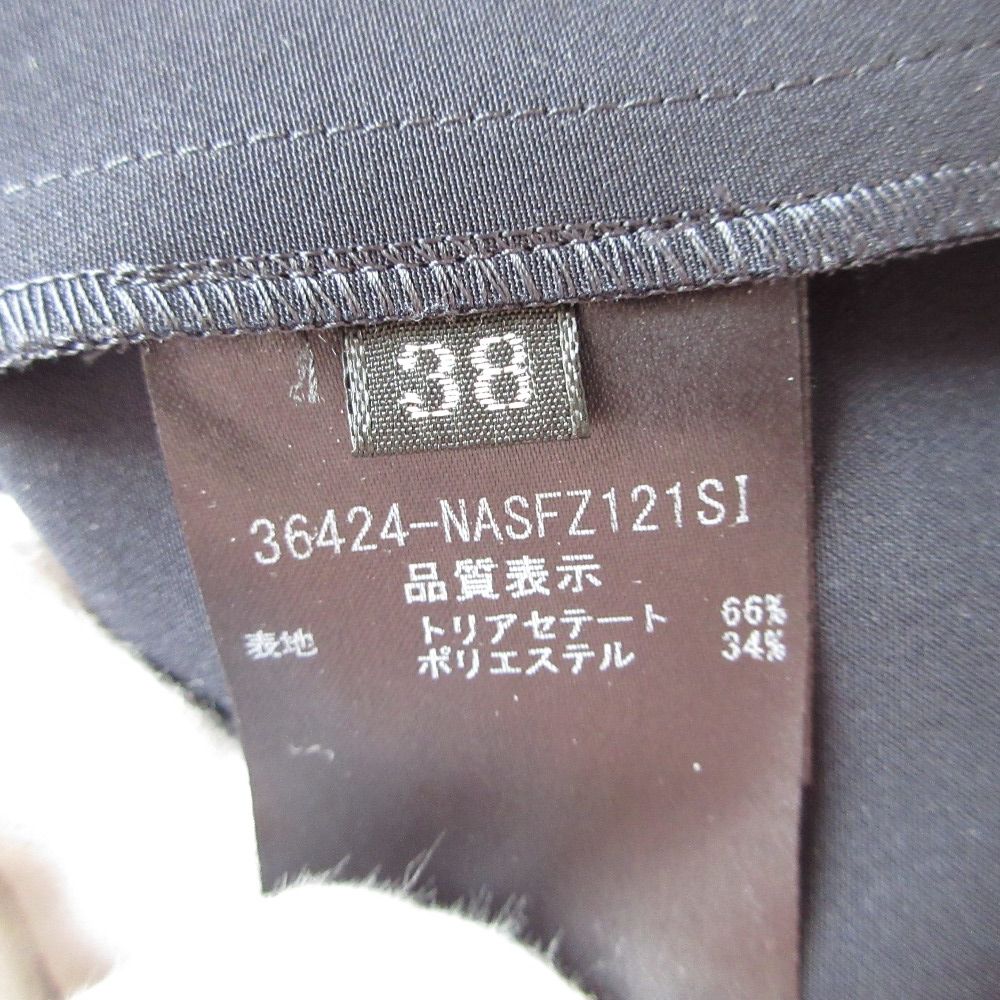 38
36424-NASFZ121SI
品質表示
表地 トリアセテート 66%
ポリエステル 34%